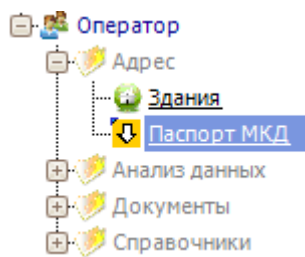 Оператор
Адрес
Здания
Паспорт МКД
Анализ данных
Документы
Справочники